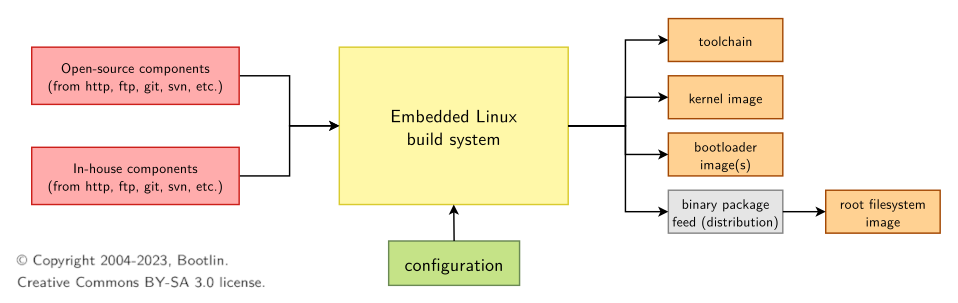 Open-source components
(from http, ftp, git, svn, etc.)
In-house components
(from http, ftp, git, svn, etc.)
Embedded Linux
build system
configuration
toolchain
kernel image
bootloader
image(s)
binary package
feed (distribution)
root filesystem
image
© Copyright 2004-2023, Bootlin.
Creative Commons BY-SA 3.0 license.